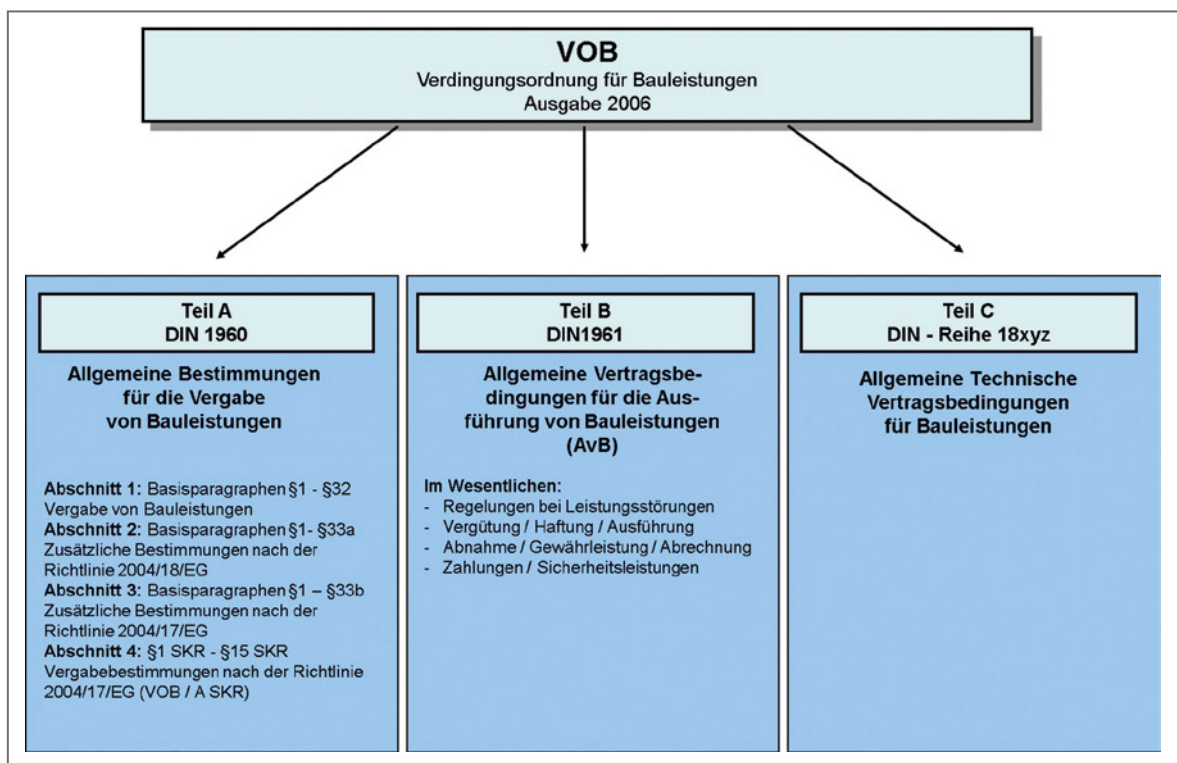 VOB
Verdingungsordnung für Bauleistungen
Ausgabe 2006
Teil A
DIN 1960
Allgemeine Bestimmungen
für die Vergabe
von Bauleistungen
Abschnitt 1: Basisparagraphen §1 - §32
Vergabe von Bauleistungen
Abschnitt 2: Basisparagraphen §1- §33a
Zusätzliche Bestimmungen nach der
Richtlinie 2004/18/EG
Abschnitt 3: Basisparagraphen §1 – §33b
Zusätzliche Bestimmungen nach der
Richtlinie 2004/17/EG
Abschnitt 4: §1 SKR - §15 SKR
Vergabebestimmungen nach der Richtlinie
2004/17/EG (VOB / A SKR)
Teil B
DIN1961
Allgemeine Vertragsbe-
dingungen für die Aus-
führung von Bauleistungen
(AvB)
Im Wesentlichen:
- Regelungen bei Leistungsstörungen
- Vergütung / Haftung / Ausführung
- Abnahme / Gewährleistung / Abrechnung
- Zahlungen / Sicherheitsleistungen
Teil C
DIN - Reihe 18xyz
Allgemeine Technische
Vertragsbedingungen
für Bauleistungen